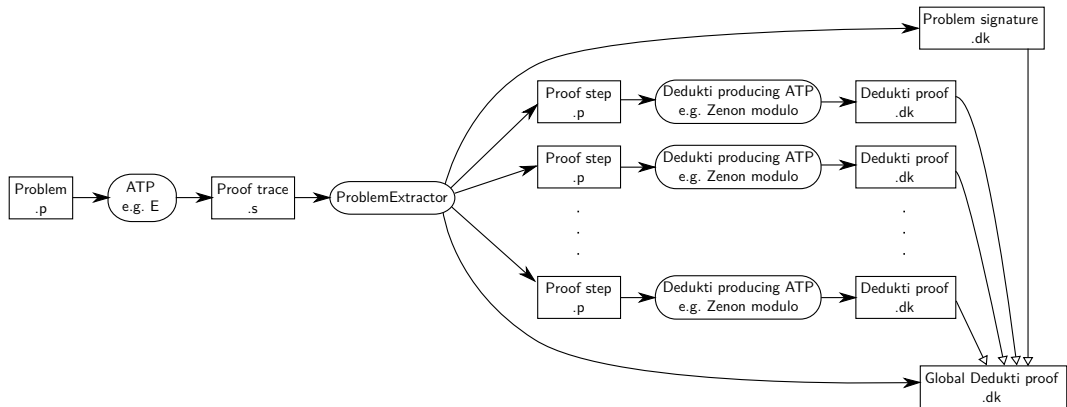 Problem signature
.dk
Proof step
.p
Dedukti producing ATP
e.g. Zenon modulo
Dedukti proof
.dk
Proof step
.p
Dedukti producing ATP
e.g. Zenon modulo
Dedukti proof
.dk
Problem
.p
ATP
e.g. E
Proof trace
.s
ProblemExtractor
Proof step
.p
Dedukti producing ATP
e.g. Zenon modulo
Dedukti proof
.dk
Global Dedukti proof
.dk